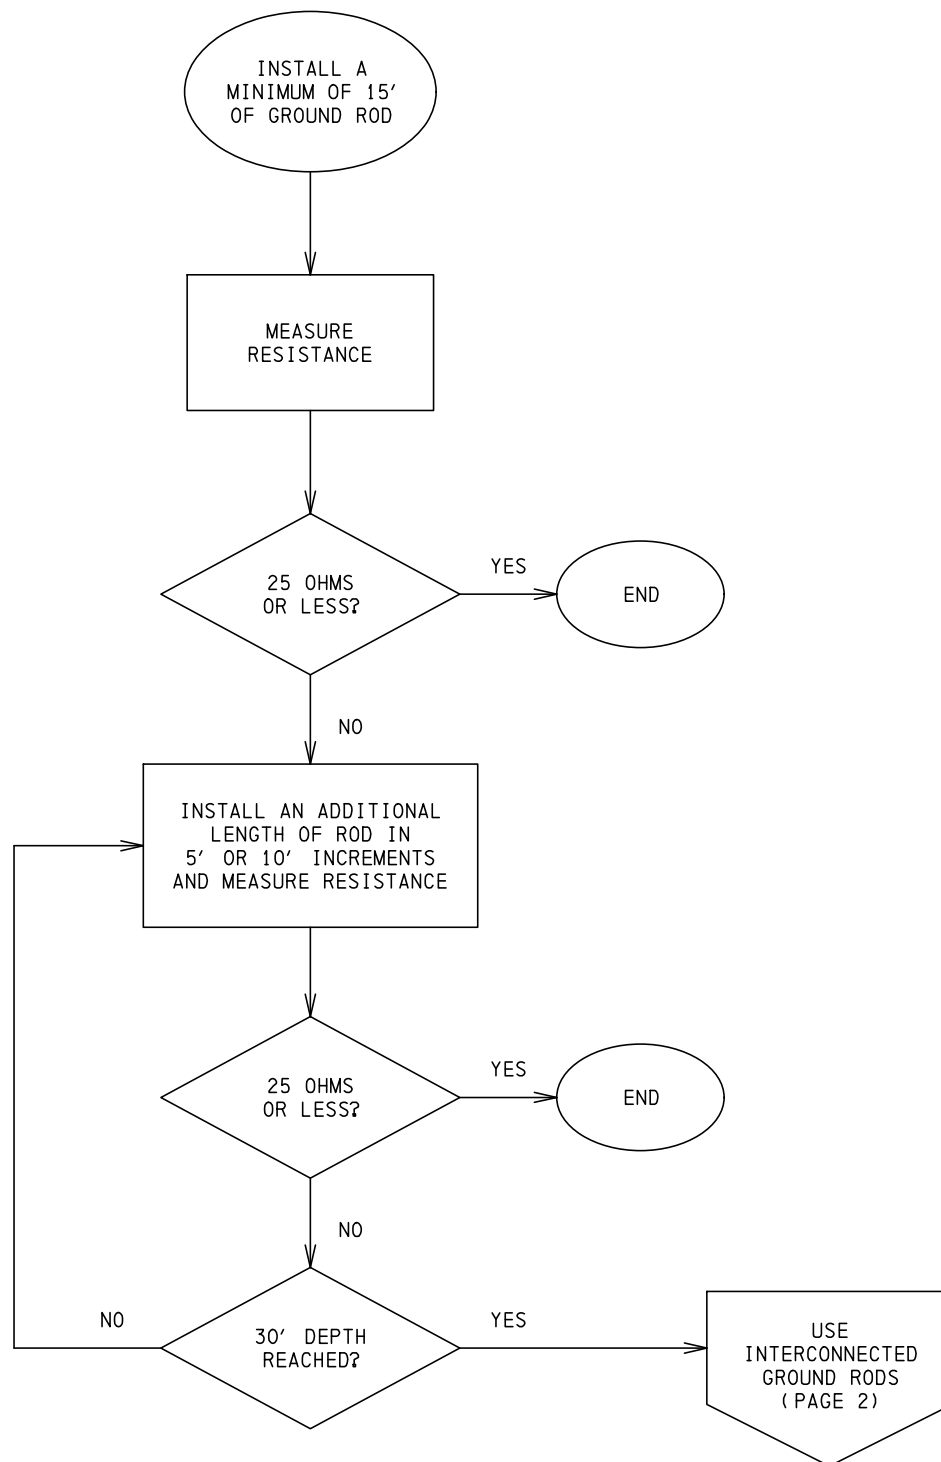 INSTALL A
MINIMUM OF 15'
OF GROUND ROD
MEASURE
RESISTANCE
25 OHMS
OR LESS?
YES
END
NO
INSTALL AN ADDITIONAL
LENGTH OF ROD IN
5' OR 10' INCREMENTS
AND MEASURE RESISTANCE
25 OHMS
OR LESS?
YES
END
NO
30' DEPTH
REACHED?
NO
YES
USE
INTERCONNECTED
GROUND RODS
(PAGE 2)